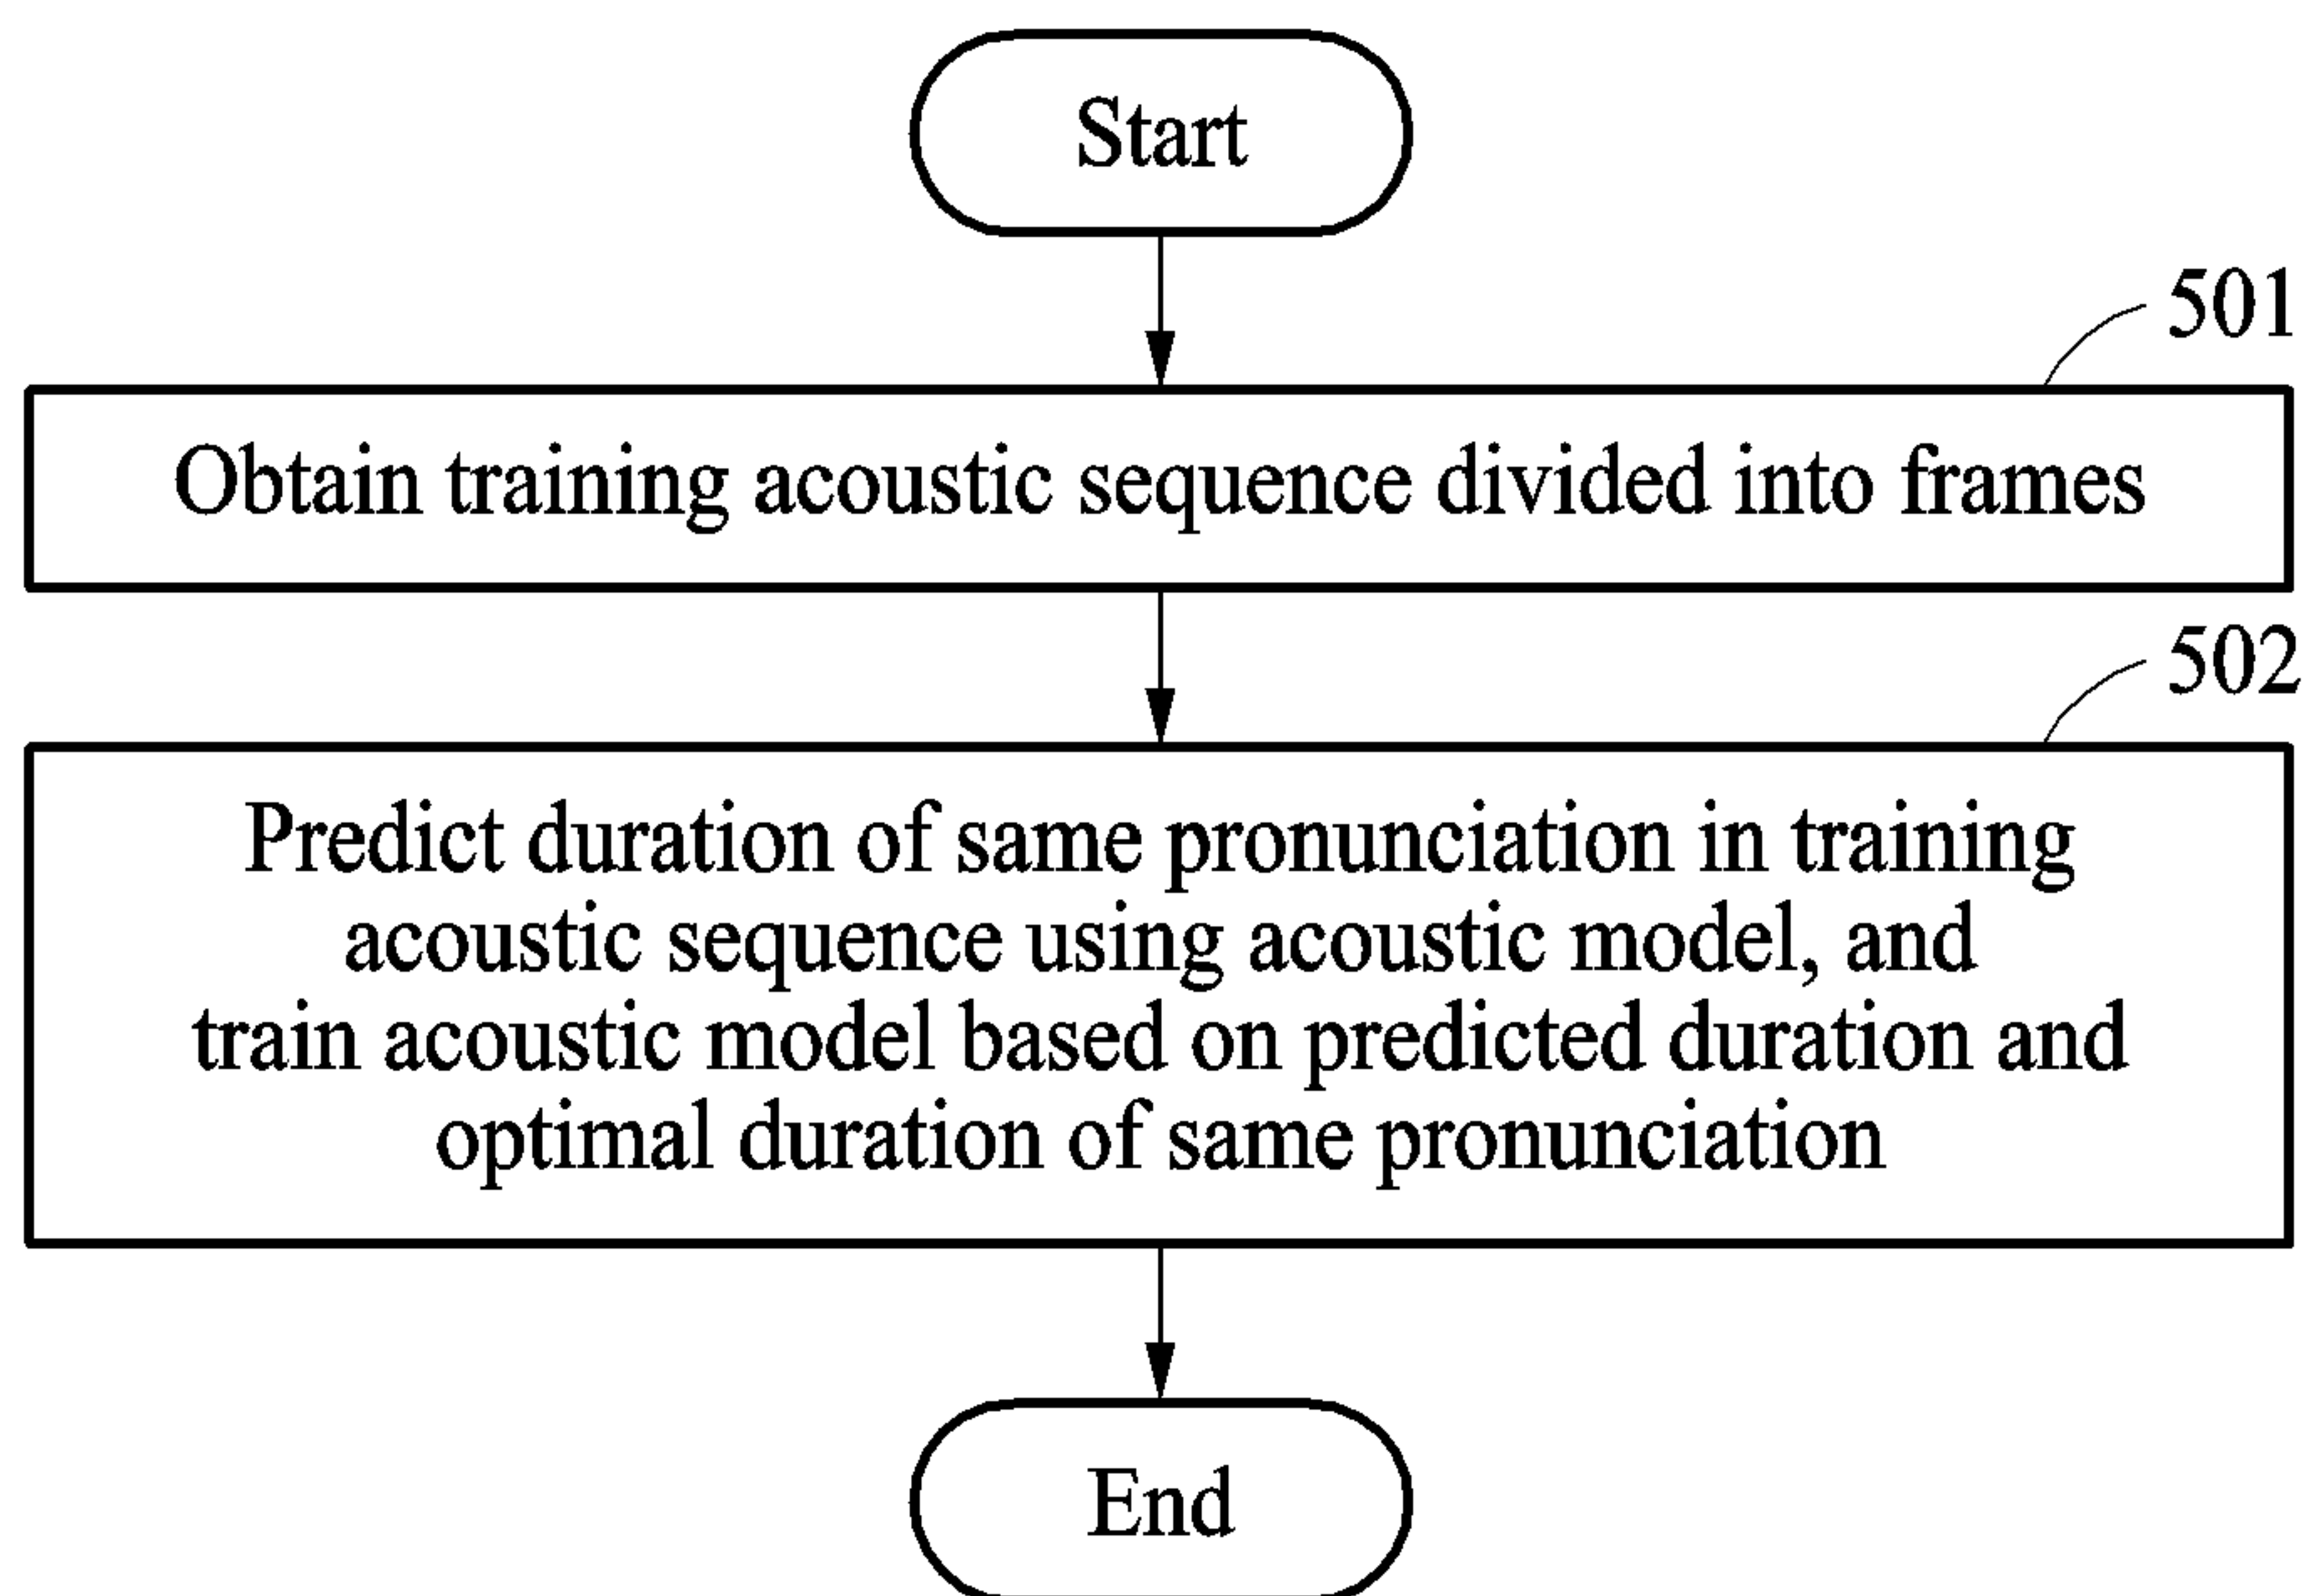 Start
501
Obtain training acoustic sequence divided into frames
502
Predict duration of same pronunciation in training
acoustic sequence using acoustic model, and
train acoustic model based on predicted duration and
optimal duration of same pronunciation
End